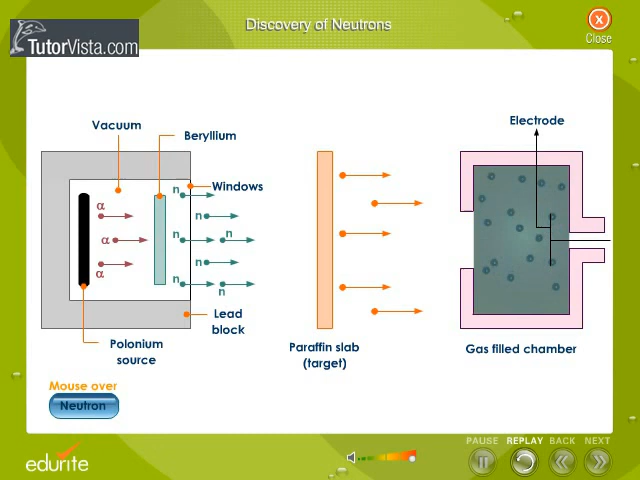 Discovery of Neutrons
Close
TutorVista.com
Vacuum
Beryllium
Electrode
n
Windows
α
n
α
n
n
n
α
n
n
n
Lead
block
Polonium
source
Paraffin slab
(target)
Gas filled chamber
Mouse over
Neutron
PAUSE REPLAY BACK NEXT
edurite